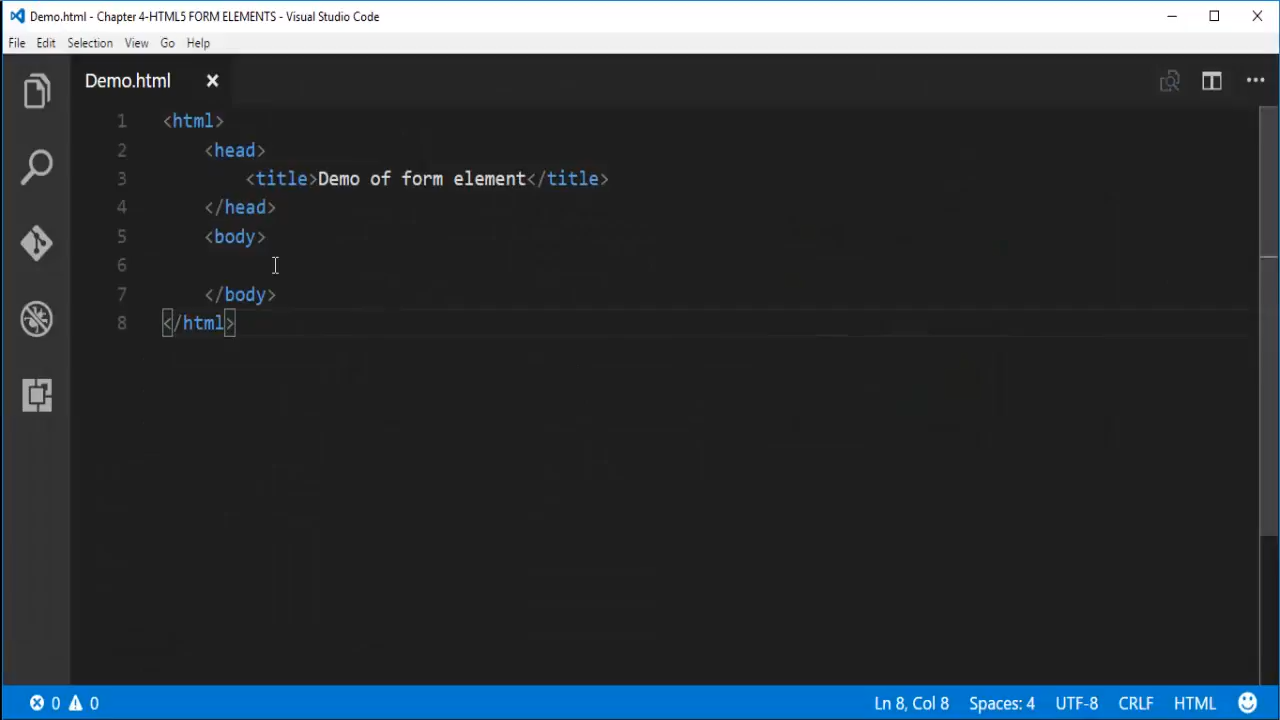 Demo.html - Chapter 4-HTML5 FORM ELEMENTS - Visual Studio Code
File Edit Selection View Go Help
Demo.html
1 <html>
2 <head>
3 <title>Demo of form element</title>
4 </head>
5 <body>
6
7 </body>
8 </html>
0 0 Ln 8, Col 8 Spaces: 4 UTF-8 CRLF HTML